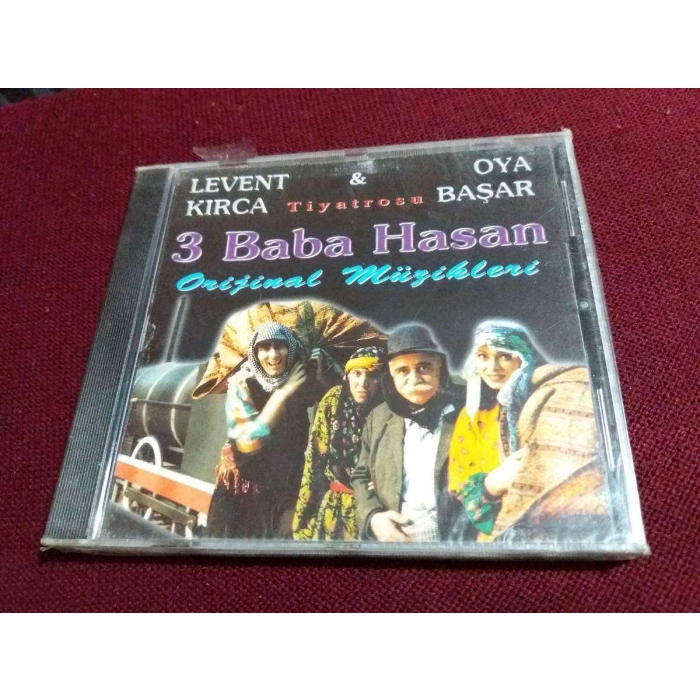 LEVENT & OYA
KIRCA Tiyatrosu BAŞAR
3 Baba Hasan
Orijinal Müzikleri